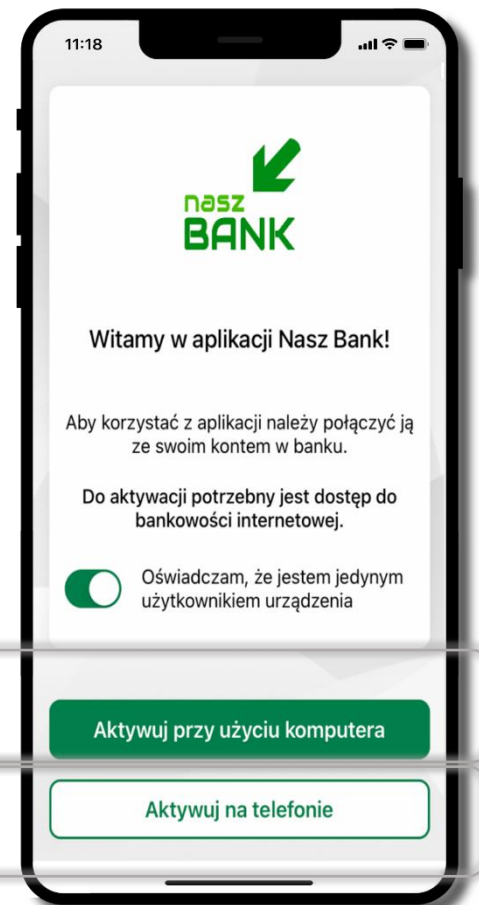 11:18
nasz
BANK
Witamy w aplikacji Nasz Bank!
Aby korzystać z aplikacji należy połączyć ją
ze swoim kontem w banku.
Do aktywacji potrzebny jest dostęp do
bankowości internetowej.
Oświadczam, że jestem jedynym
użytkownikiem urządzenia
Aktywuj przy użyciu komputera
Aktywuj na telefonie